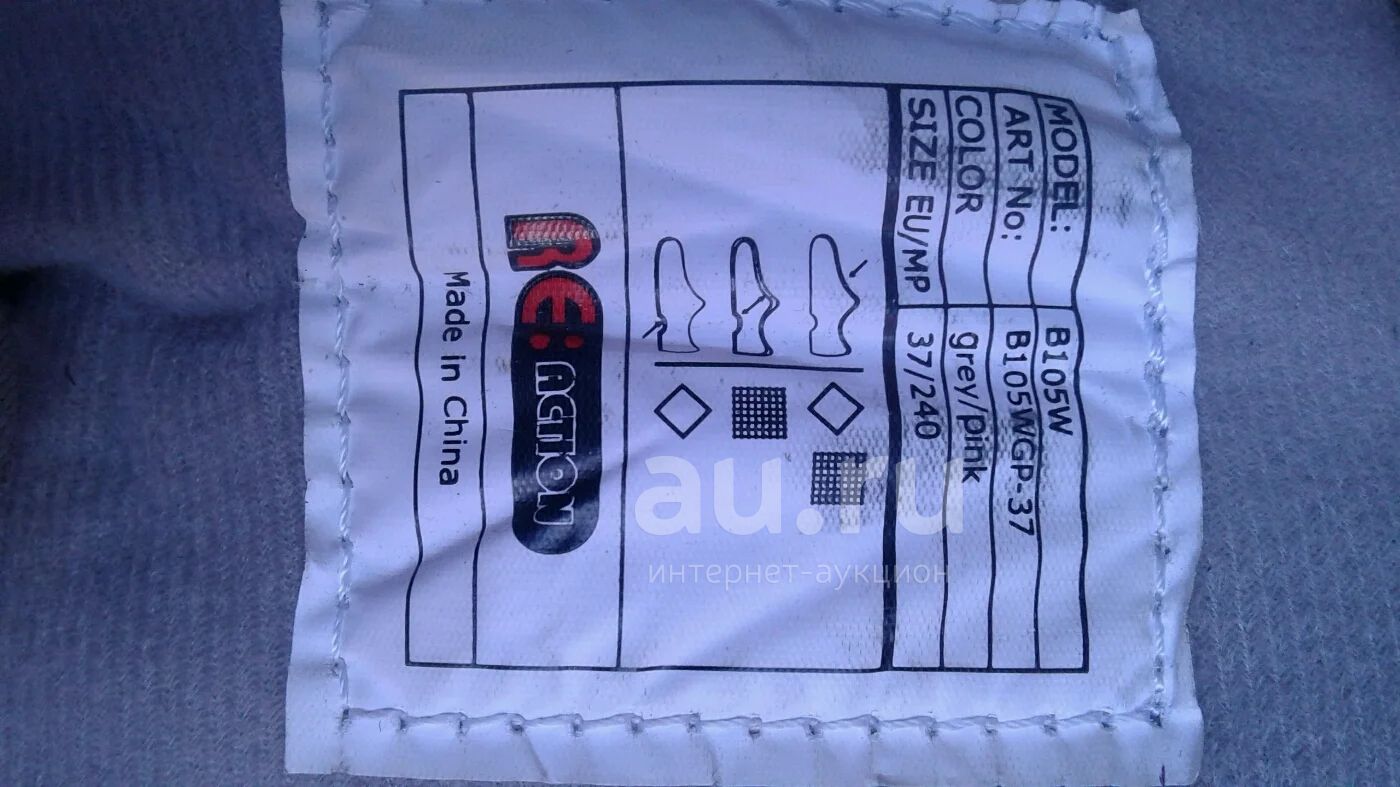 MODEL: B105W
ART No: B105WGP-37
COLOR grey/pink
SIZE EU/MP 37/240
RE:ACTION
Made in China
au.ru
интернет-аукцион